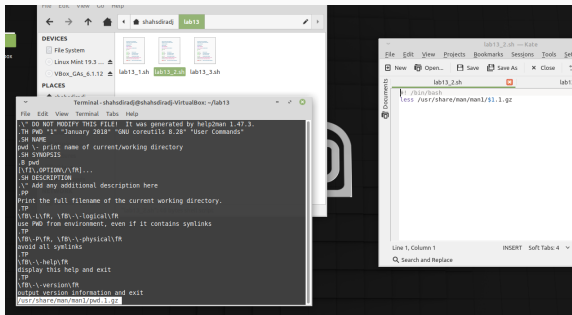 File Edit View Go Help
shahsdiradj lab13
DEVICES
File System
Linux Mint 19.3 ...
VBox_GAs_6.1.12
PLACES
lab13_1.sh lab13_2.sh lab13_3.sh
Terminal - shahsdiradj@shahsdiradj-VirtualBox: ~/lab13
File Edit View Terminal Tabs Help
.\" DO NOT MODIFY THIS FILE!  It was generated by help2man 1.47.3.
.TH PWD "1" "January 2018" "GNU coreutils 8.28" "User Commands"
.SH NAME
pwd \- print name of current/working directory
.SH SYNOPSIS
.B pwd
[\fI\,OPTION\/\fR]...
.SH DESCRIPTION
.\" Add any additional description here
.PP
Print the full filename of the current working directory.
.TP
\fB\-L\fR, \fB\-\-logical\fR
use PWD from environment, even if it contains symlinks
.TP
\fB\-P\fR, \fB\-\-physical\fR
avoid all symlinks
.TP
\fB\-\-help\fR
display this help and exit
.TP
\fB\-\-version\fR
output version information and exit
/usr/share/man/man1/pwd.1.gz
lab13_2.sh — Kate
File Edit View Projects Bookmarks Sessions Tools
New Open... Save Save As Close
lab13_2.sh
Documents
#! /bin/bash
less /usr/share/man/man1/$1.1.gz
Line 1, Column 1 INSERT Soft Tabs: 4
Search and Replace